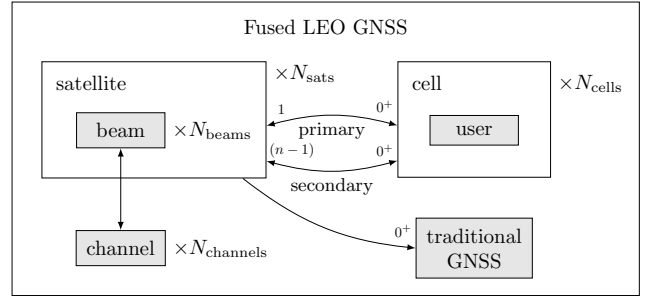 Fused LEO GNSS
satellite
×N_sats
beam
×N_beams
channel
×N_channels
1
0⁺
primary
(n − 1)
0⁺
secondary
cell
×N_cells
user
0⁺
traditional
GNSS